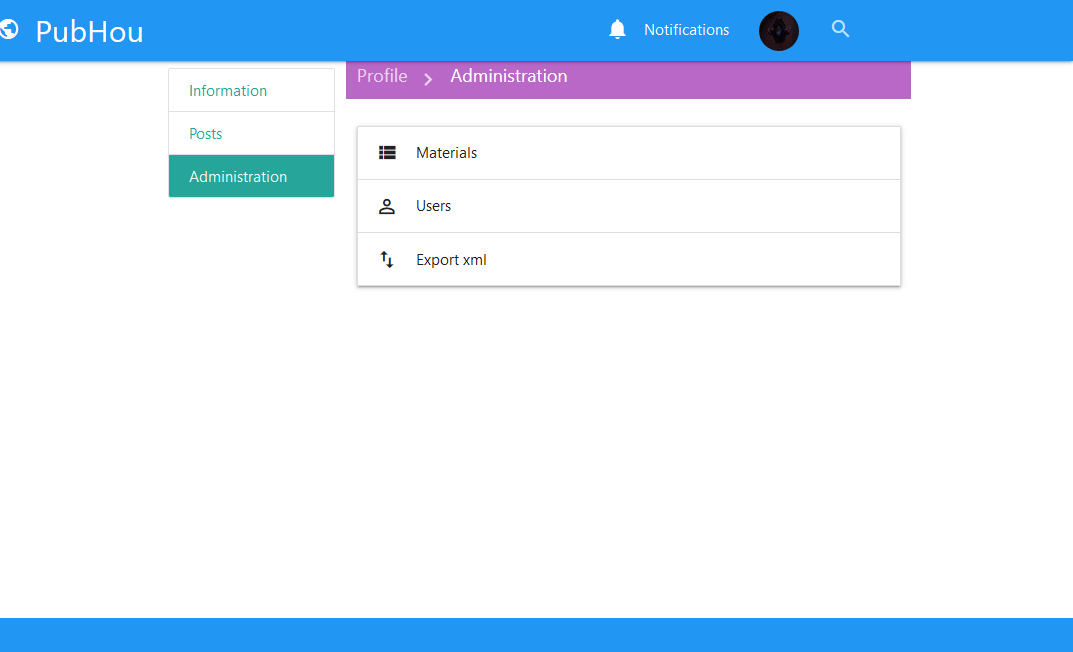 PubHou
Notifications
Information
Posts
Administration
Profile
Administration
Materials
Users
Export xml